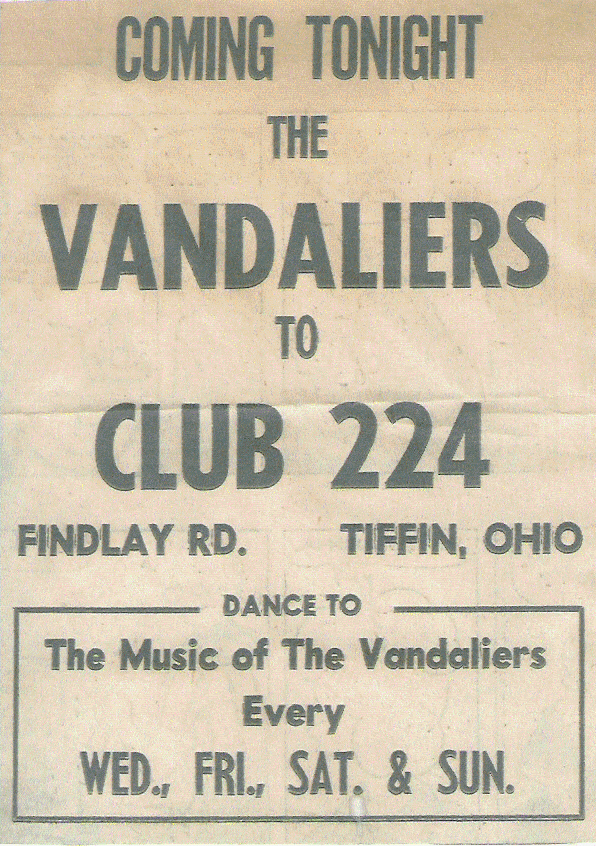 COMING TONIGHT
THE
VANDALIERS
TO
CLUB 224
FINDLAY RD. TIFFIN, OHIO
DANCE TO
The Music of The Vandaliers
Every
WED., FRI., SAT. & SUN.